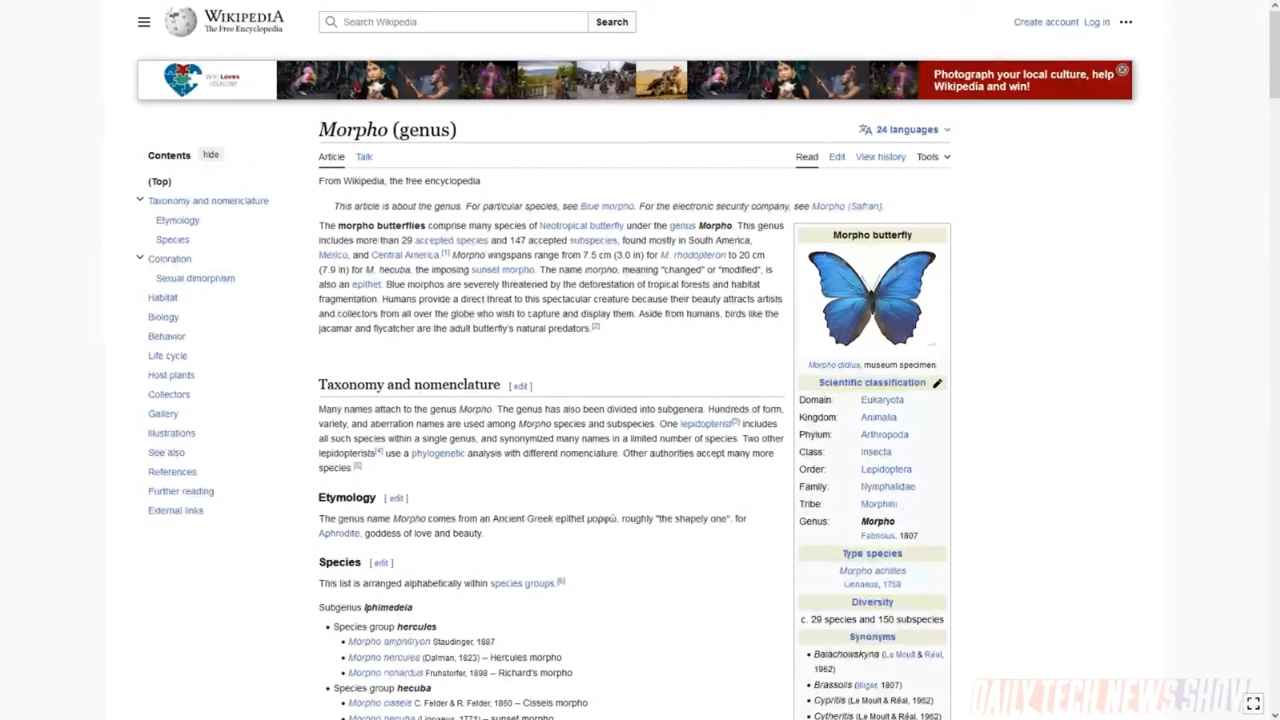 WIKIPEDIA
The Free Encyclopedia
Search Wikipedia
Search
Create account Log in
Loves
Photograph your local culture, help
Wikipedia and win!
Morpho (genus)
24 languages
Contents hide
Article Talk
Read Edit View history Tools
(Top)
Taxonomy and nomenclature
Etymology
Species
Coloration
Sexual dimorphism
Habitat
Biology
Behavior
Life cycle
Host plants
Collectors
Gallery
Illustrations
See also
References
Further reading
External links
From Wikipedia, the free encyclopedia
This article is about the genus. For particular species, see Blue morpho. For the electronic security company, see Morpho (Safran).
The morpho butterflies comprise many species of Neotropical butterfly under the genus Morpho. This genus
includes more than 29 accepted species and 147 accepted subspecies, found mostly in South America,
Mexico, and Central America.[1] Morpho wingspans range from 7.5 cm (3.0 in) for M. rhodopteron to 20 cm
(7.9 in) for M. hecuba, the imposing sunset morpho. The name morpho, meaning "changed" or "modified", is
also an epithet. Blue morphos are severely threatened by the deforestation of tropical forests and habitat
fragmentation. Humans provide a direct threat to this spectacular creature because their beauty attracts artists
and collectors from all over the globe who wish to capture and display them. Aside from humans, birds like the
jacamar and flycatcher are the adult butterfly's natural predators.[2]
Taxonomy and nomenclature [ edit ]
Many names attach to the genus Morpho. The genus has also been divided into subgenera. Hundreds of form,
variety, and aberration names are used among Morpho species and subspecies. One lepidopterist[3] includes
all such species within a single genus, and synonymized many names in a limited number of species. Two other
lepidopterists[4] use a phylogenetic analysis with different nomenclature. Other authorities accept many more
species.[5]
Etymology [ edit ]
The genus name Morpho comes from an Ancient Greek epithet μορφώ, roughly "the shapely one", for
Aphrodite, goddess of love and beauty.
Species [ edit ]
This list is arranged alphabetically within species groups.[6]
Subgenus Iphimedeia
• Species group hercules
• Morpho amphitryon Staudinger, 1887
• Morpho hercules (Dalman, 1823) – Hercules morpho
• Morpho richardus Fruhstorfer, 1898 – Richard's morpho
• Species group hecuba
• Morpho cisseis C. Felder & R. Felder, 1860 – Cisseis morpho
• Morpho hecuba (Linnaeus, 1771) – sunset morpho
Morpho butterfly
Morpho didius, museum specimen.
Scientific classification
Domain: Eukaryota
Kingdom: Animalia
Phylum: Arthropoda
Class: Insecta
Order: Lepidoptera
Family: Nymphalidae
Tribe: Morphini
Genus: Morpho
Fabricius, 1807
Type species
Morpho achilles
Linnaeus, 1758
Diversity
c. 29 species and 150 subspecies
Synonyms
• Balachowskyna (Le Moult & Réal,
1962)
• Brassolis (Illiger, 1807)
• Cypritis (Le Moult & Réal, 1962)
• Cytheritis (Le Moult & Réal, 1962)
DAILY TECH NEWS SHOW